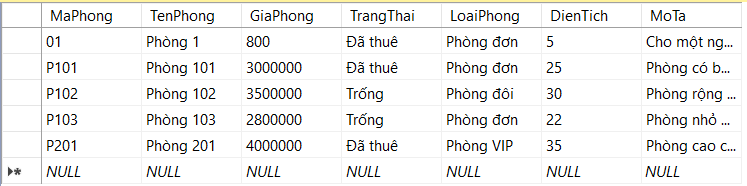 MaPhong TenPhong GiaPhong TrangThai LoaiPhong DienTich MoTa
01 Phòng 1 800 Đã thuê Phòng đơn 5 Cho một ng...
P101 Phòng 101 3000000 Đã thuê Phòng đơn 25 Phòng có b...
P102 Phòng 102 3500000 Trống Phòng đôi 30 Phòng rộng ...
P103 Phòng 103 2800000 Trống Phòng đơn 22 Phòng nhỏ ...
P201 Phòng 201 4000000 Đã thuê Phòng VIP 35 Phòng cao c...
NULL NULL NULL NULL NULL NULL NULL